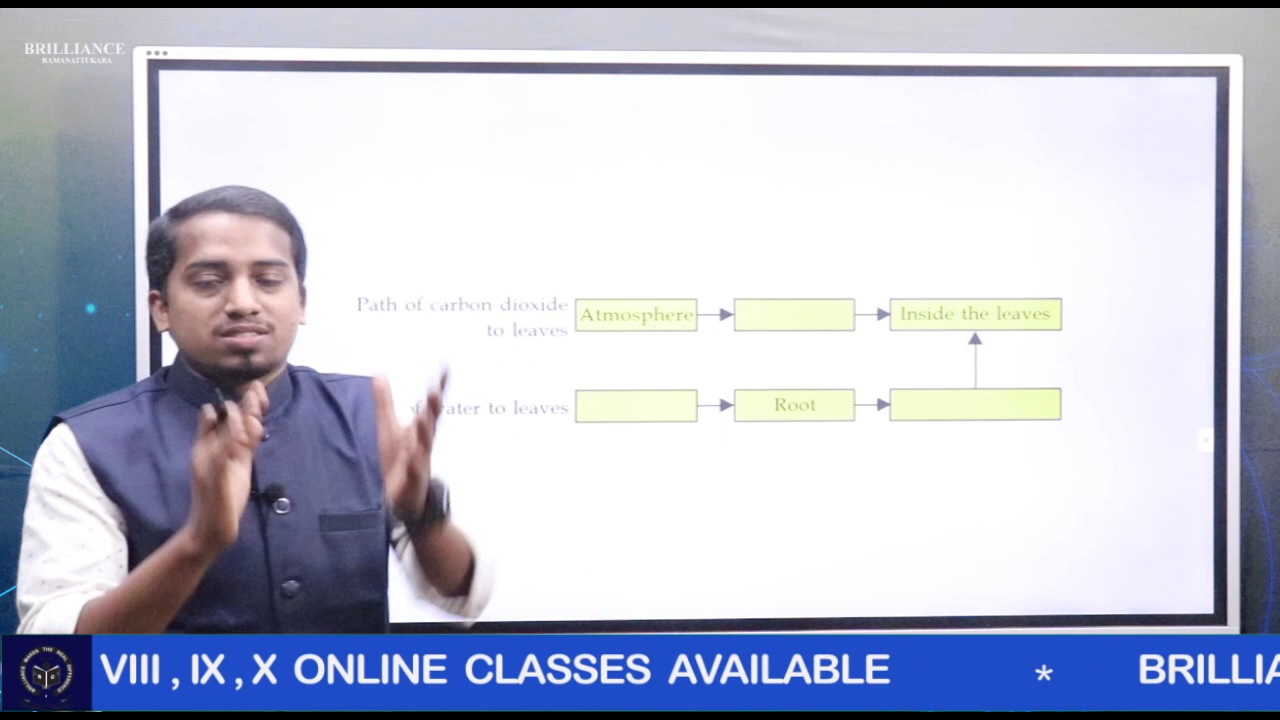 BRILLIANCE
RAMANATTUKARA
Path of carbon dioxide
to leaves
Atmosphere
Inside the leaves
water to leaves
Root
VIII , IX , X ONLINE CLASSES AVAILABLE * BRILLIA